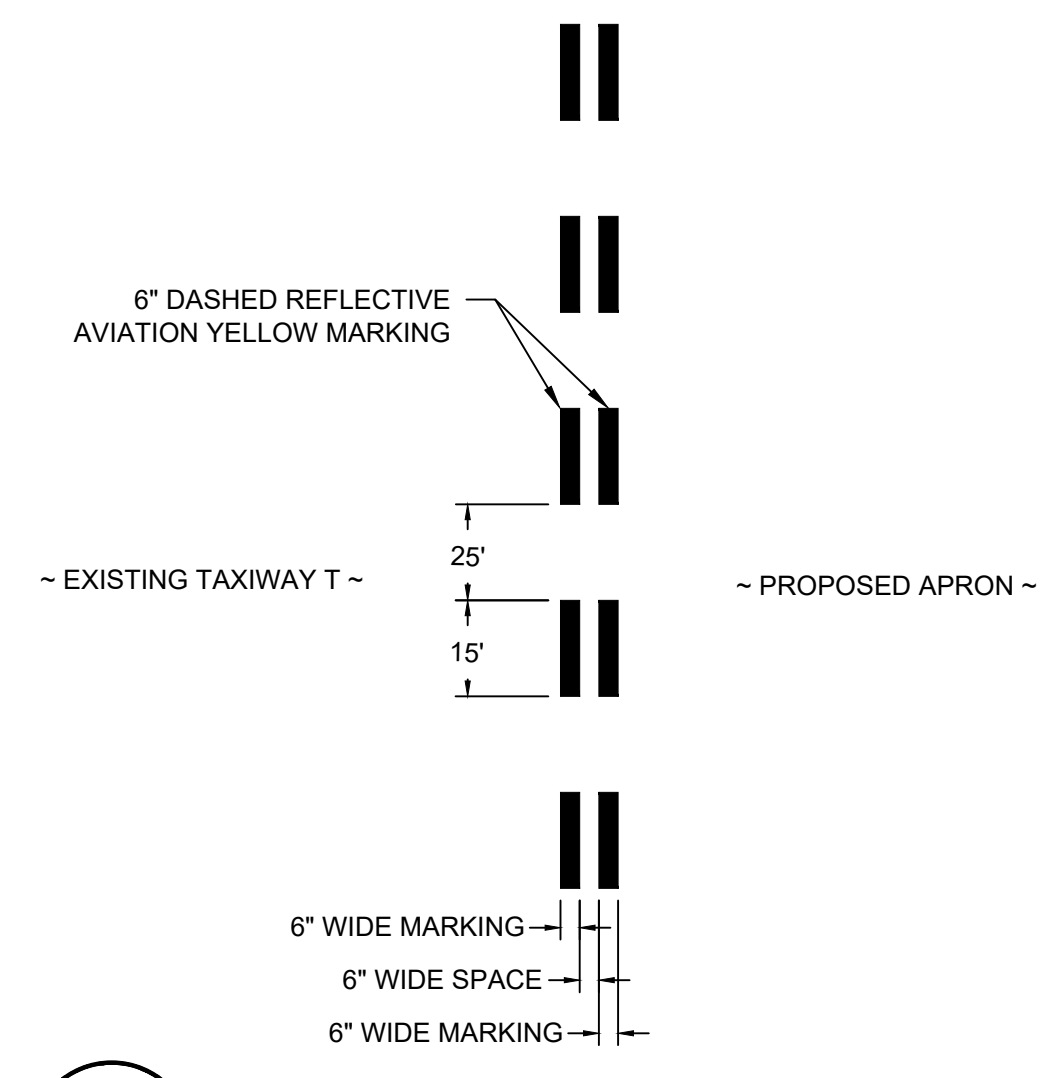 6" DASHED REFLECTIVE
AVIATION YELLOW MARKING
25'
~ EXISTING TAXIWAY T ~
~ PROPOSED APRON ~
15'
6" WIDE MARKING
6" WIDE SPACE
6" WIDE MARKING